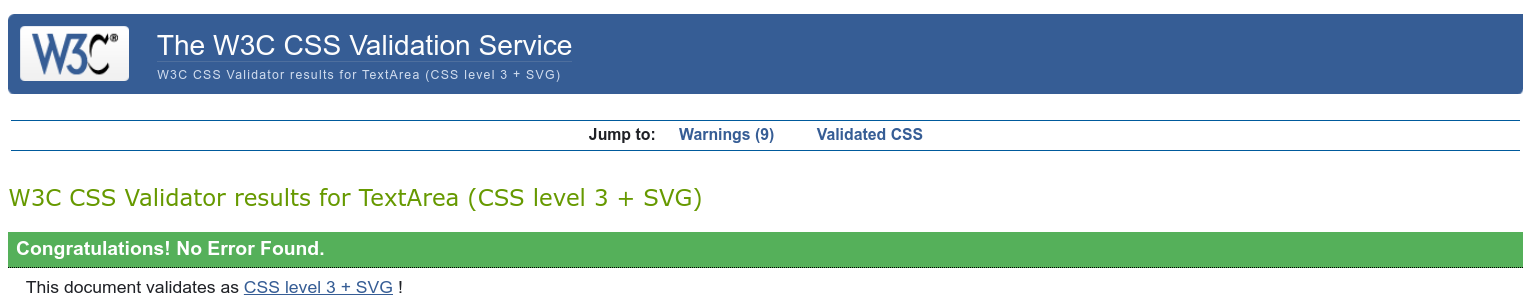 W3C®
The W3C CSS Validation Service
W3C CSS Validator results for TextArea (CSS level 3 + SVG)
Jump to: Warnings (9) Validated CSS
W3C CSS Validator results for TextArea (CSS level 3 + SVG)
Congratulations! No Error Found.
This document validates as CSS level 3 + SVG !